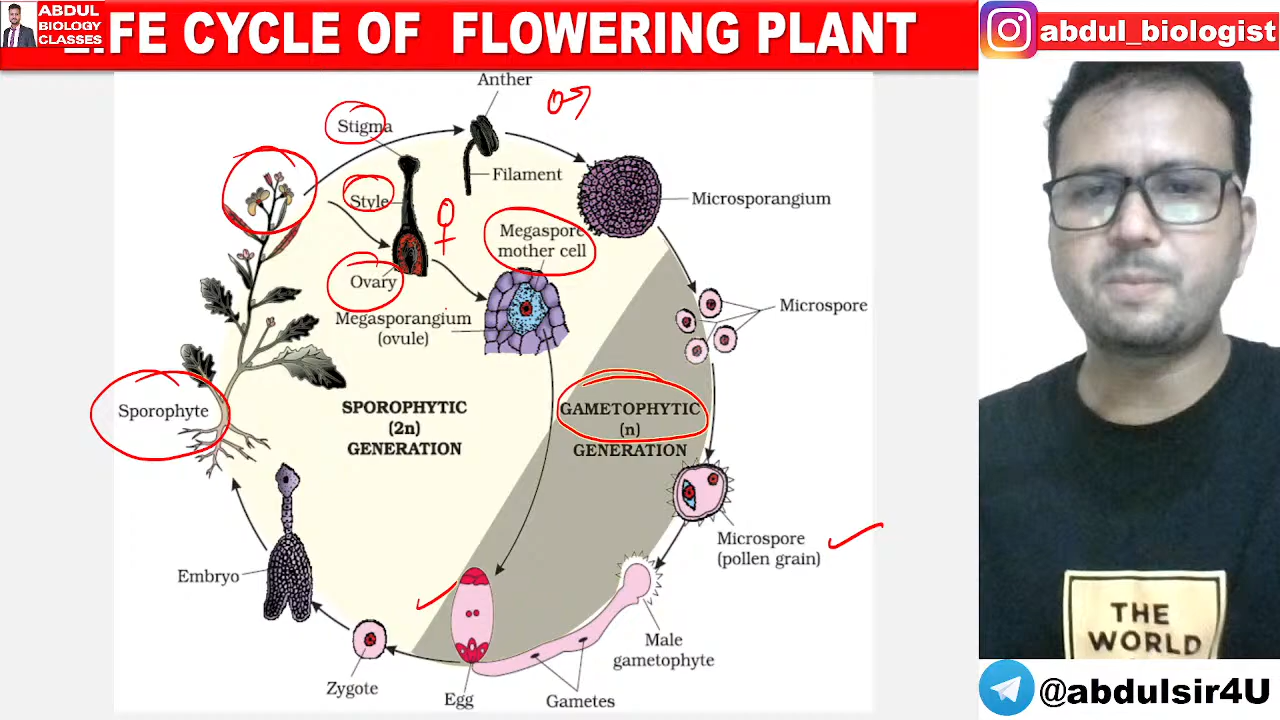 ABDUL
BIOLOGY
CLASSES
FE CYCLE OF FLOWERING PLANT
abdul_biologist
Anther
Stigma
Filament
Style
Microsporangium
Megaspore
mother cell
Ovary
Microspore
Megasporangium
(ovule)
Sporophyte
SPOROPHYTIC
(2n)
GENERATION
GAMETOPHYTIC
(n)
GENERATION
Microspore
(pollen grain)
Embryo
Male
gametophyte
Zygote
Egg
Gametes
THE
WORLD
@abdulsir4U